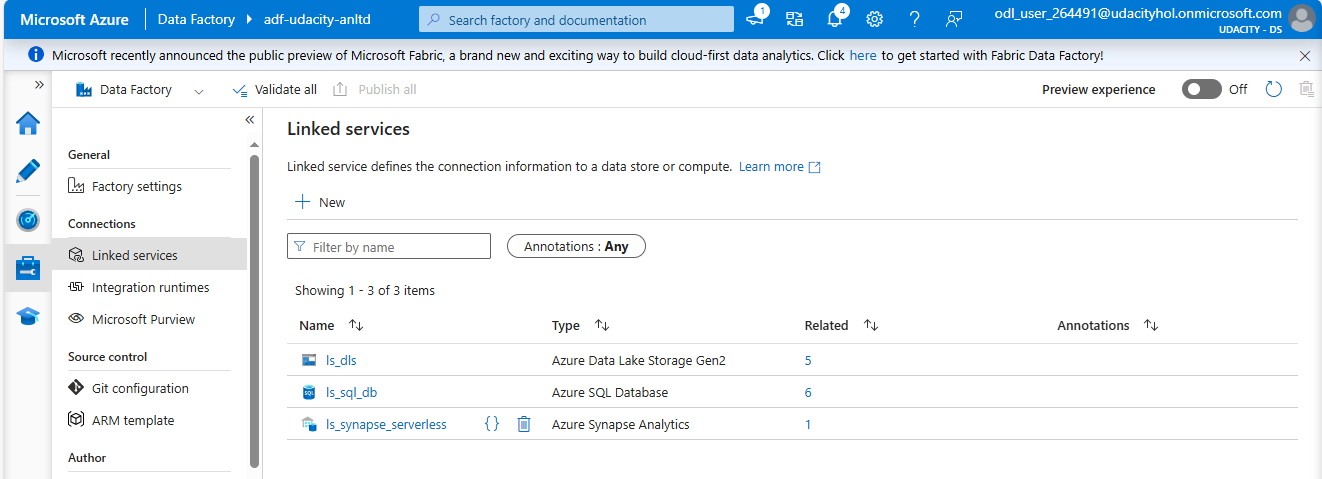 Microsoft Azure Data Factory adf-udacity-anltd Search factory and documentation 1 4 odl_user_264491@udacityhol.onmicrosoft.com
UDACITY - DS
Microsoft recently announced the public preview of Microsoft Fabric, a brand new and exciting way to build cloud-first data analytics. Click here to get started with Fabric Data Factory!
Data Factory Validate all Publish all Preview experience Off
General
Factory settings
Connections
Linked services
Integration runtimes
Microsoft Purview
Source control
Git configuration
ARM template
Author
Linked services
Linked service defines the connection information to a data store or compute. Learn more
New
Filter by name Annotations : Any
Showing 1 - 3 of 3 items
Name Type Related Annotations
ls_dls Azure Data Lake Storage Gen2 5
SQL ls_sql_db Azure SQL Database 6
ls_synapse_serverless {} Azure Synapse Analytics 1